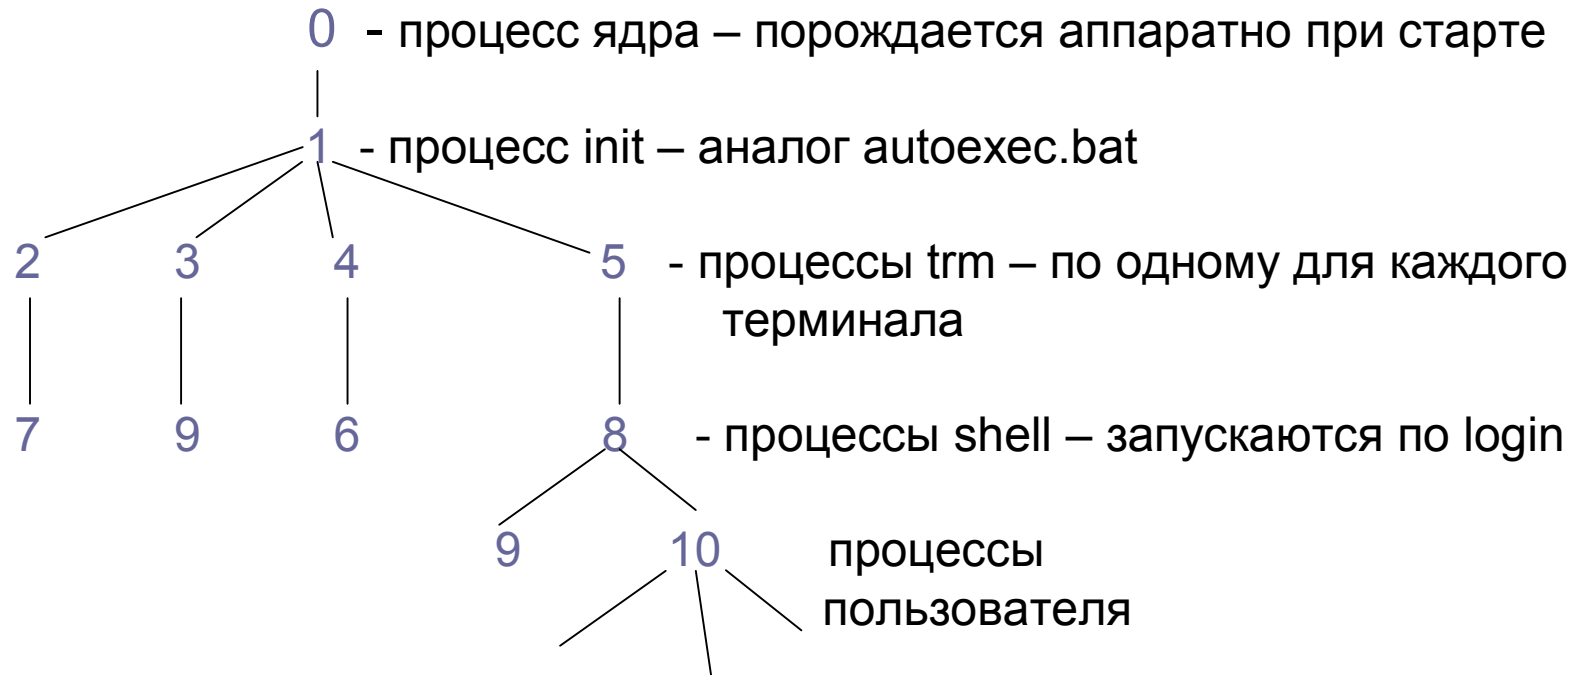 0 - процесс ядра – порождается аппаратно при старте
1 - процесс init – аналог autoexec.bat
2 3 4 5 - процессы trm – по одному для каждого
терминала
7 9 6 8 - процессы shell – запускаются по login
9 10 процессы
пользователя